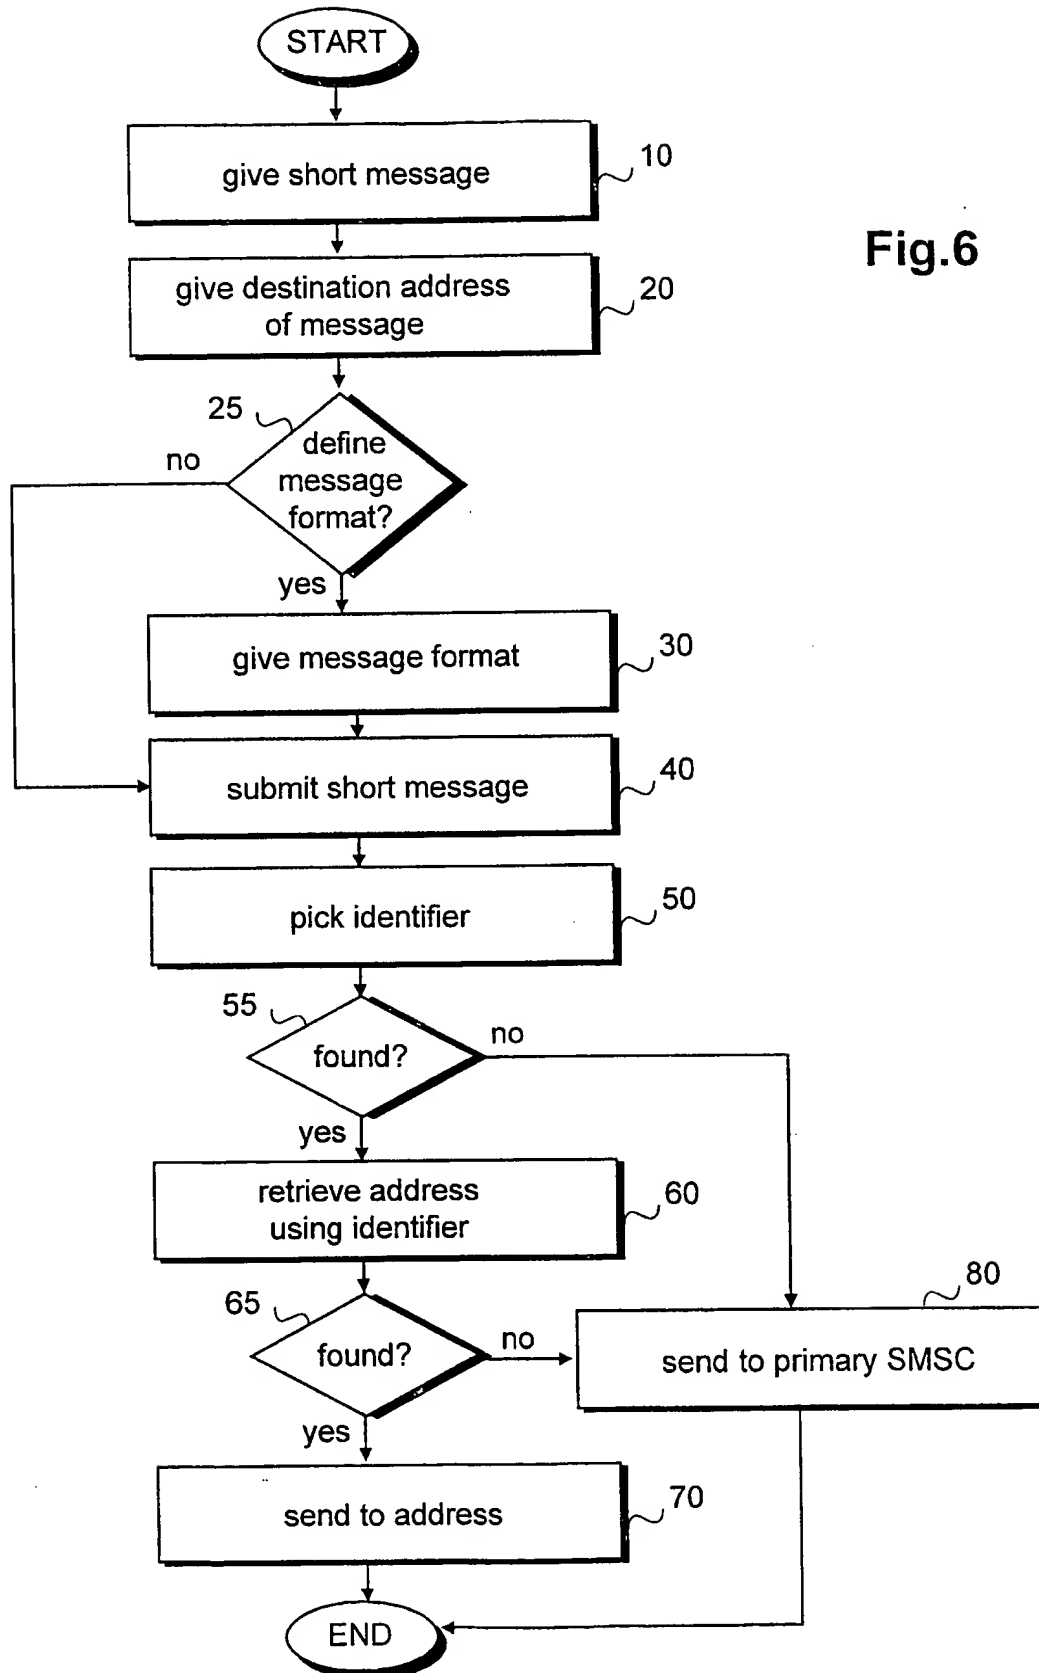 START
give short message
10
Fig.6
give destination address
of message
20
25
define
message
format?
no
yes
give message format
30
submit short message
40
pick identifier
50
55
found?
no
yes
retrieve address
using identifier
60
65
found?
no
80
send to primary SMSC
yes
send to address
70
END